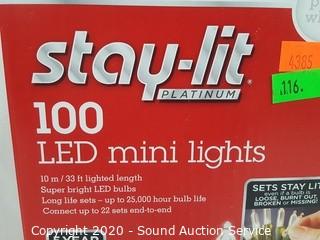 stay-lit
PLATINUM
4385
.116.
100
LED mini lights
10 m / 33 ft lighted length
Super bright LED bulbs
Long life sets – up to 25,000 hour bulb life
Connect up to 22 sets end-to-end
SETS STAY LIT
even if a bulb is
LOOSE, BURNT OUT,
BROKEN or MISSING!
Copyright 2020 - Sound Auction Service